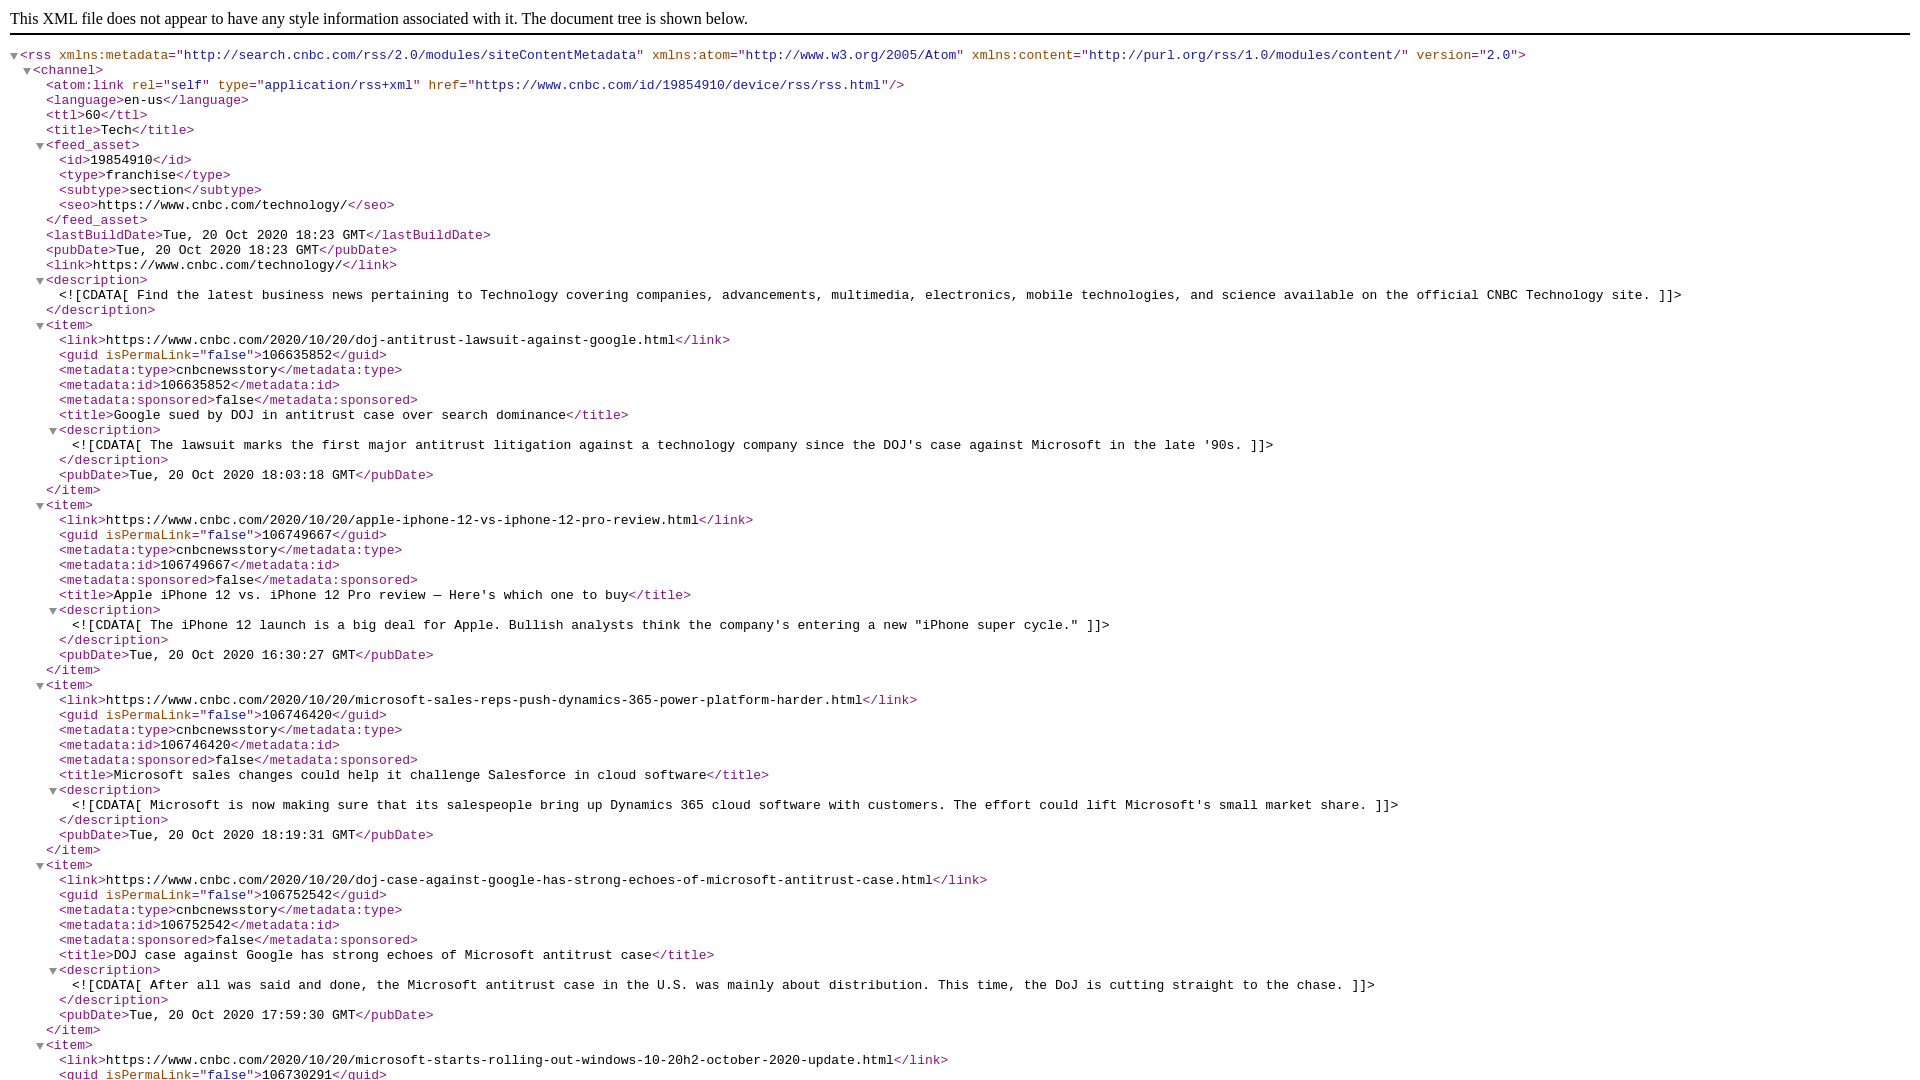 This XML file does not appear to have any style information associated with it. The document tree is shown below.
<rss xmlns:metadata="http://search.cnbc.com/rss/2.0/modules/siteContentMetadata" xmlns:atom="http://www.w3.org/2005/Atom" xmlns:content="http://purl.org/rss/1.0/modules/content/" version="2.0">
<channel>
<atom:link rel="self" type="application/rss+xml" href="https://www.cnbc.com/id/19854910/device/rss/rss.html"/>
<language>en-us</language>
<ttl>60</ttl>
<title>Tech</title>
<feed_asset>
<id>19854910</id>
<type>franchise</type>
<subtype>section</subtype>
<seo>https://www.cnbc.com/technology/</seo>
</feed_asset>
<lastBuildDate>Tue, 20 Oct 2020 18:23 GMT</lastBuildDate>
<pubDate>Tue, 20 Oct 2020 18:23 GMT</pubDate>
<link>https://www.cnbc.com/technology/</link>
<description>
<![CDATA[ Find the latest business news pertaining to Technology covering companies, advancements, multimedia, electronics, mobile technologies, and science available on the official CNBC Technology site. ]]>
</description>
<item>
<link>https://www.cnbc.com/2020/10/20/doj-antitrust-lawsuit-against-google.html</link>
<guid isPermaLink="false">106635852</guid>
<metadata:type>cnbcnewsstory</metadata:type>
<metadata:id>106635852</metadata:id>
<metadata:sponsored>false</metadata:sponsored>
<title>Google sued by DOJ in antitrust case over search dominance</title>
<description>
<![CDATA[ The lawsuit marks the first major antitrust litigation against a technology company since the DOJ's case against Microsoft in the late '90s. ]]>
</description>
<pubDate>Tue, 20 Oct 2020 18:03:18 GMT</pubDate>
</item>
<item>
<link>https://www.cnbc.com/2020/10/20/apple-iphone-12-vs-iphone-12-pro-review.html</link>
<guid isPermaLink="false">106749667</guid>
<metadata:type>cnbcnewsstory</metadata:type>
<metadata:id>106749667</metadata:id>
<metadata:sponsored>false</metadata:sponsored>
<title>Apple iPhone 12 vs. iPhone 12 Pro review — Here's which one to buy</title>
<description>
<![CDATA[ The iPhone 12 launch is a big deal for Apple. Bullish analysts think the company's entering a new "iPhone super cycle." ]]>
</description>
<pubDate>Tue, 20 Oct 2020 16:30:27 GMT</pubDate>
</item>
<item>
<link>https://www.cnbc.com/2020/10/20/microsoft-sales-reps-push-dynamics-365-power-platform-harder.html</link>
<guid isPermaLink="false">106746420</guid>
<metadata:type>cnbcnewsstory</metadata:type>
<metadata:id>106746420</metadata:id>
<metadata:sponsored>false</metadata:sponsored>
<title>Microsoft sales changes could help it challenge Salesforce in cloud software</title>
<description>
<![CDATA[ Microsoft is now making sure that its salespeople bring up Dynamics 365 cloud software with customers. The effort could lift Microsoft's small market share. ]]>
</description>
<pubDate>Tue, 20 Oct 2020 18:19:31 GMT</pubDate>
</item>
<item>
<link>https://www.cnbc.com/2020/10/20/doj-case-against-google-has-strong-echoes-of-microsoft-antitrust-case.html</link>
<guid isPermaLink="false">106752542</guid>
<metadata:type>cnbcnewsstory</metadata:type>
<metadata:id>106752542</metadata:id>
<metadata:sponsored>false</metadata:sponsored>
<title>DOJ case against Google has strong echoes of Microsoft antitrust case</title>
<description>
<![CDATA[ After all was said and done, the Microsoft antitrust case in the U.S. was mainly about distribution. This time, the DoJ is cutting straight to the chase. ]]>
</description>
<pubDate>Tue, 20 Oct 2020 17:59:30 GMT</pubDate>
</item>
<item>
<link>https://www.cnbc.com/2020/10/20/microsoft-starts-rolling-out-windows-10-20h2-october-2020-update.html</link>
<guid isPermaLink="false">106730291</guid>